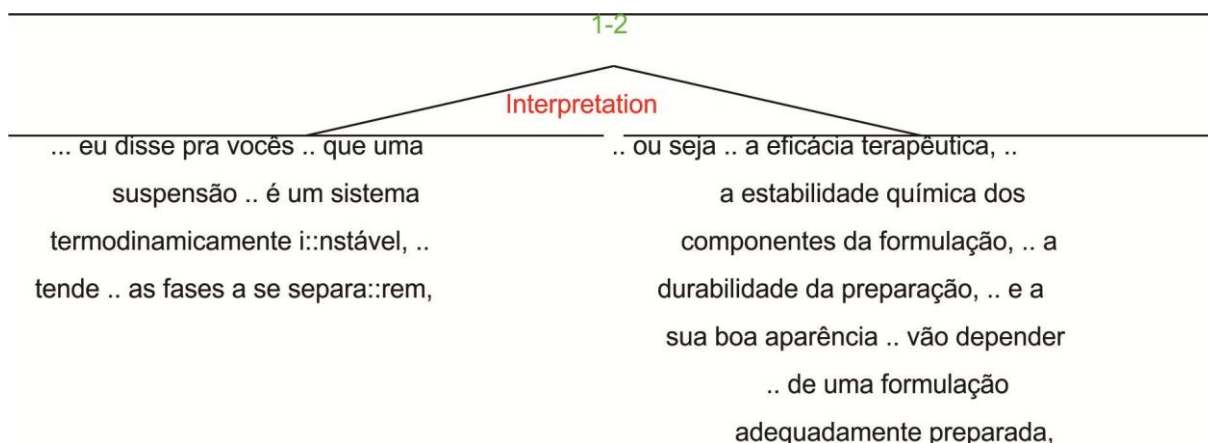 1-2
Interpretation
... eu disse pra vocês .. que uma
suspensão .. é um sistema
termodinamicamente i::nstável, ..
tende .. as fases a se separa::rem,
.. ou seja .. a eficácia terapêutica, ..
a estabilidade química dos
componentes da formulação, .. a
durabilidade da preparação, .. e a
sua boa aparência .. vão depender
.. de uma formulação
adequadamente preparada,